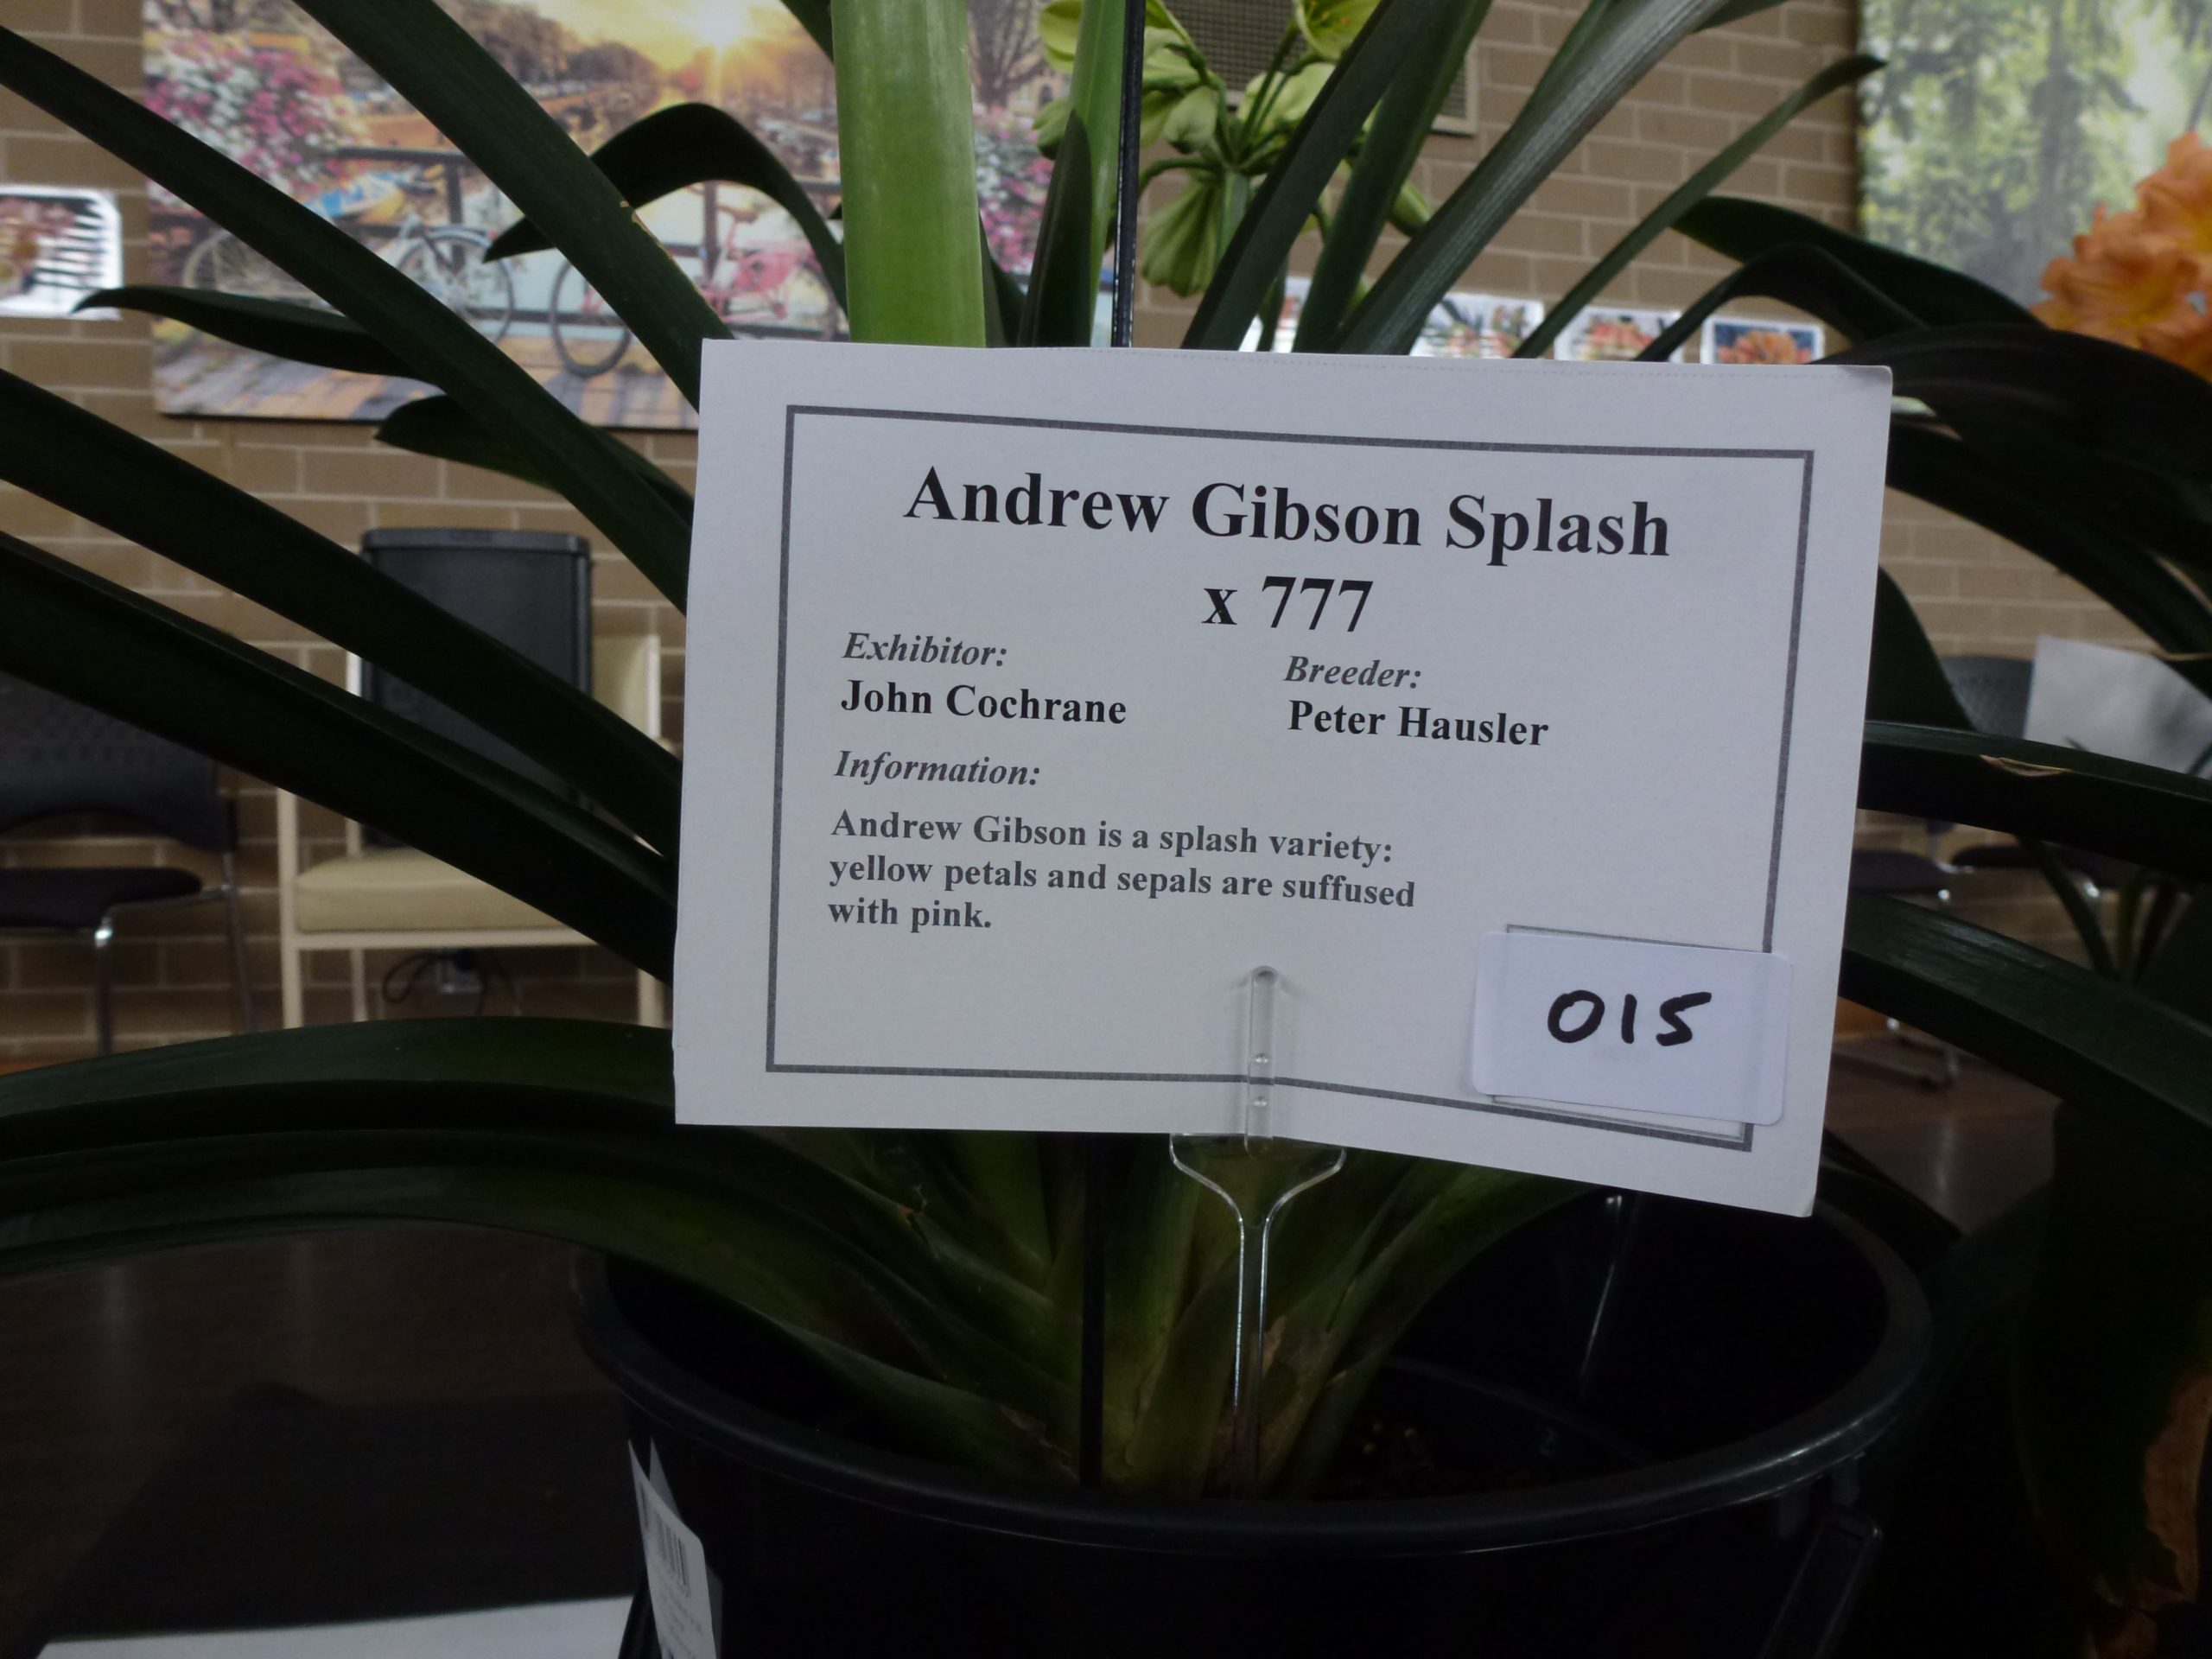 Andrew Gibson Splash
x 777
Exhibitor:
Breeder:
John Cochrane
Peter Hausler
Information:
Andrew Gibson is a splash variety:
yellow petals and sepals are suffused
with pink.
015